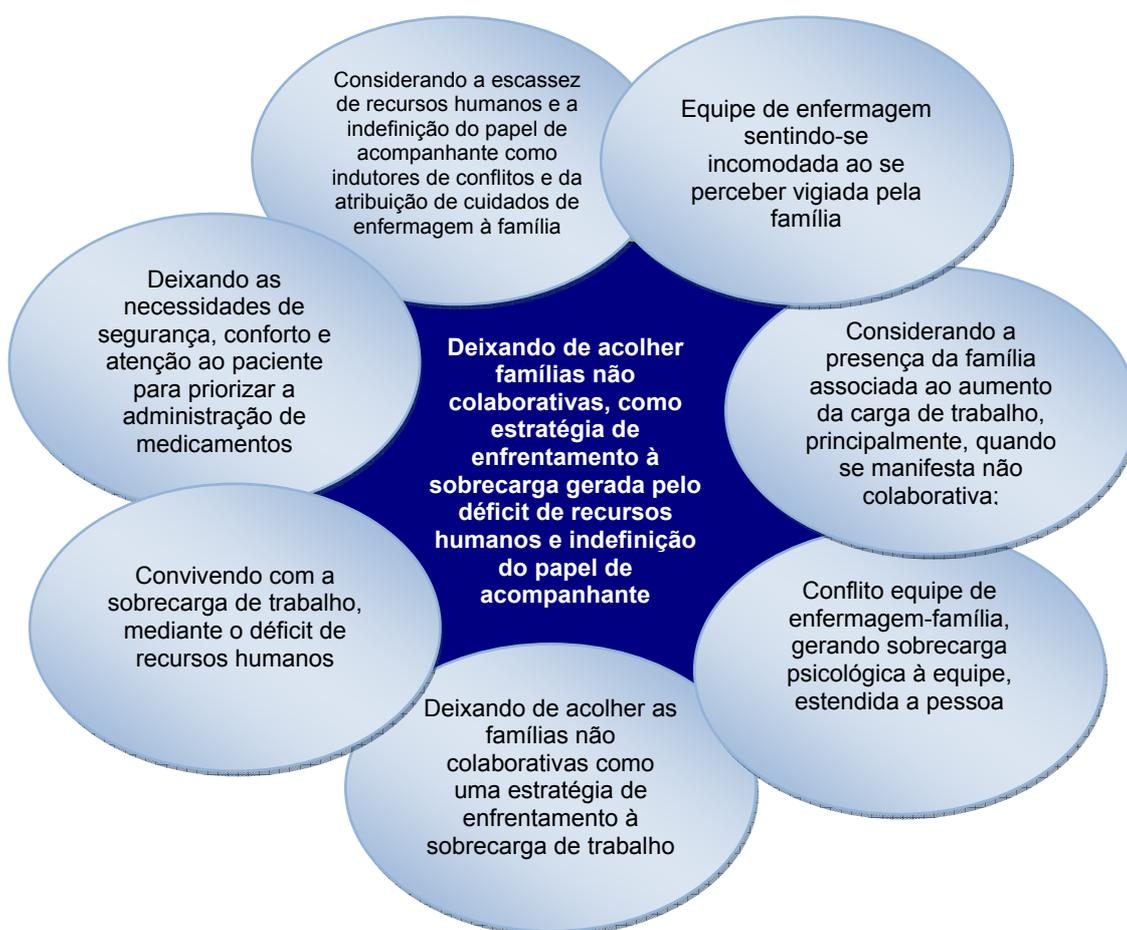 Considerando a escassez
de recursos humanos e a
indefinição do papel de
acompanhante como
indutores de conflitos e da
atribuição de cuidados de
enfermagem à família
Equipe de enfermagem
sentindo-se
incomodada ao se
perceber vigiada pela
família
Deixando as
necessidades de
segurança, conforto e
atenção ao paciente
para priorizar a
administração de
medicamentos
Deixando de acolher
famílias não
colaborativas, como
estratégia de
enfrentamento à
sobrecarga gerada pelo
déficit de recursos
humanos e indefinição
do papel de
acompanhante
Considerando a
presença da família
associada ao aumento
da carga de trabalho,
principalmente, quando
se manifesta não
colaborativa;
Convivendo com a
sobrecarga de trabalho,
mediante o déficit de
recursos humanos
Conflito equipe de
enfermagem-família,
gerando sobrecarga
psicológica à equipe,
estendida a pessoa
Deixando de acolher as
famílias não
colaborativas como
uma estratégia de
enfrentamento à
sobrecarga de trabalho